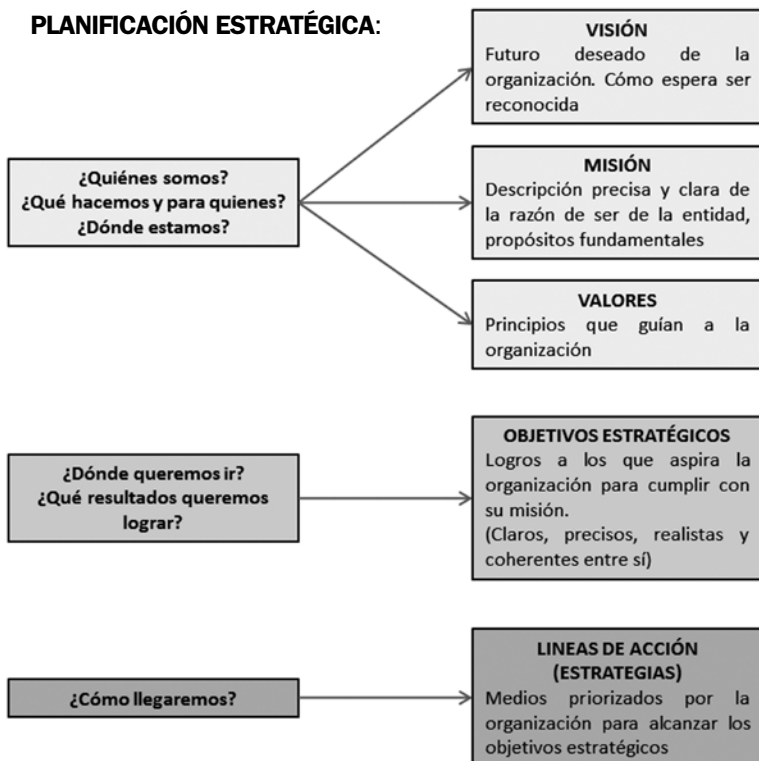 PLANIFICACIÓN ESTRATÉGICA:
VISIÓN
Futuro deseado de la
organización. Cómo espera ser
reconocida
¿Quiénes somos?
¿Qué hacemos y para quienes?
¿Dónde estamos?
MISIÓN
Descripción precisa y clara de
la razón de ser de la entidad,
propósitos fundamentales
VALORES
Principios que guían a la
organización
¿Dónde queremos ir?
¿Qué resultados queremos
lograr?
OBJETIVOS ESTRATÉGICOS
Logros a los que aspira la
organización para cumplir con
su misión.
(Claros, precisos, realistas y
coherentes entre sí)
¿Cómo llegaremos?
LINEAS DE ACCIÓN
(ESTRATEGIAS)
Medios priorizados por la
organización para alcanzar los
objetivos estratégicos